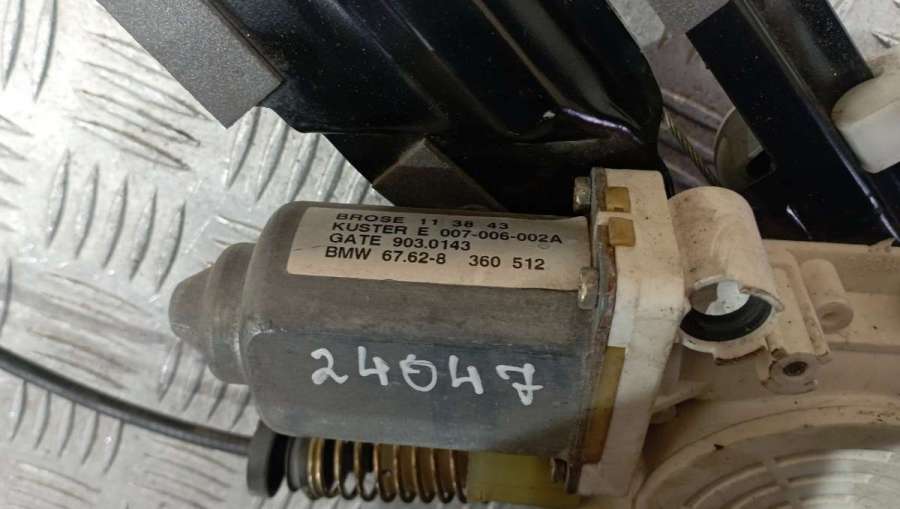 BROSE 11 38 43
KUSTER E 007-006-002A
GATE 903.0143
BMW 67.62-8 360 512
24047